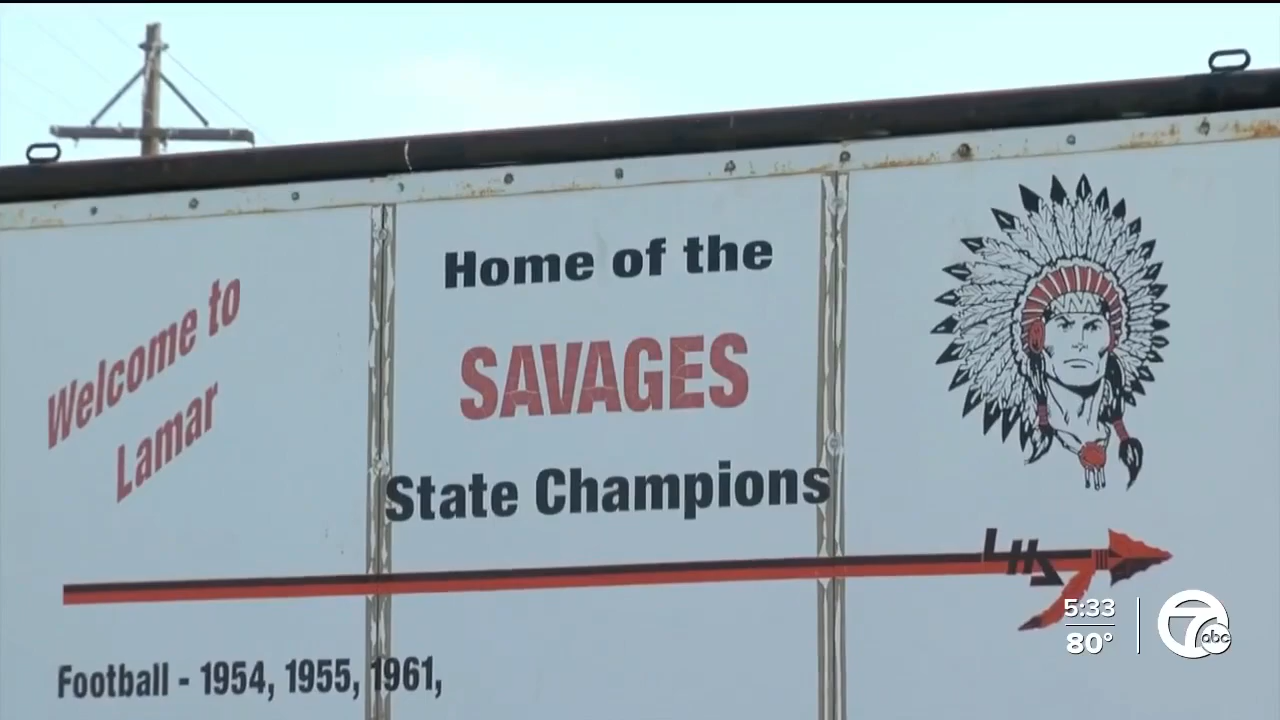 Welcome to
Lamar
Home of the
SAVAGES
State Champions
LHS
Football - 1954, 1955, 1961,
5:33
80°
7
abc